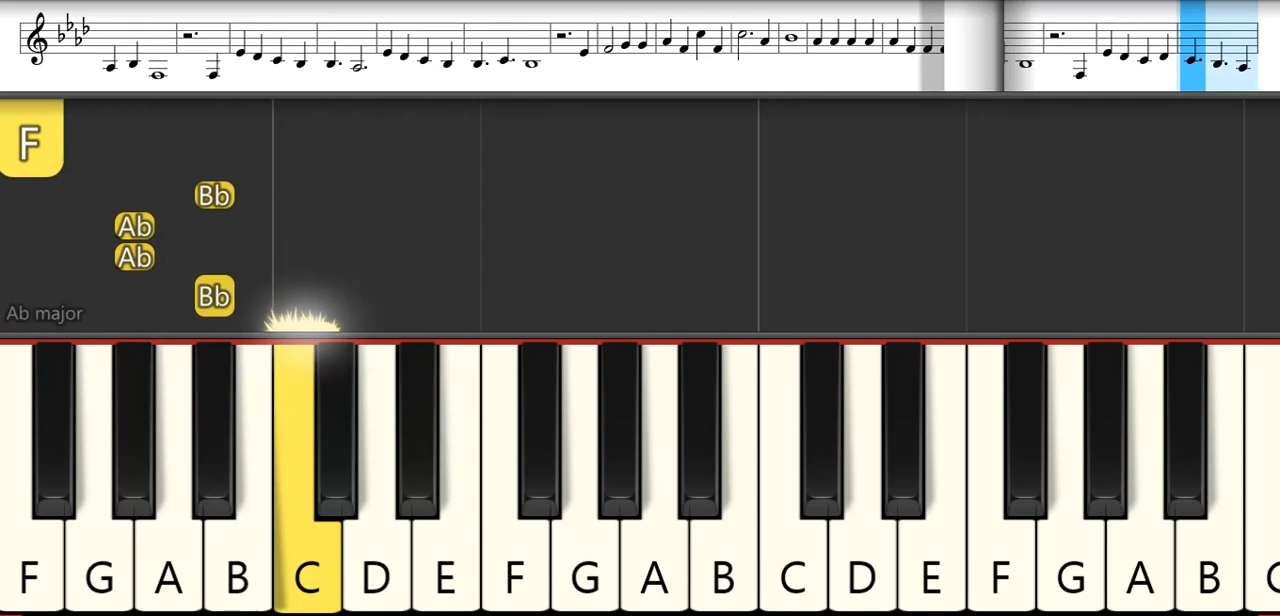 F
Bb
Ab
Ab
Bb
Ab major
F G A B C D E F G A B C D E F G A B C